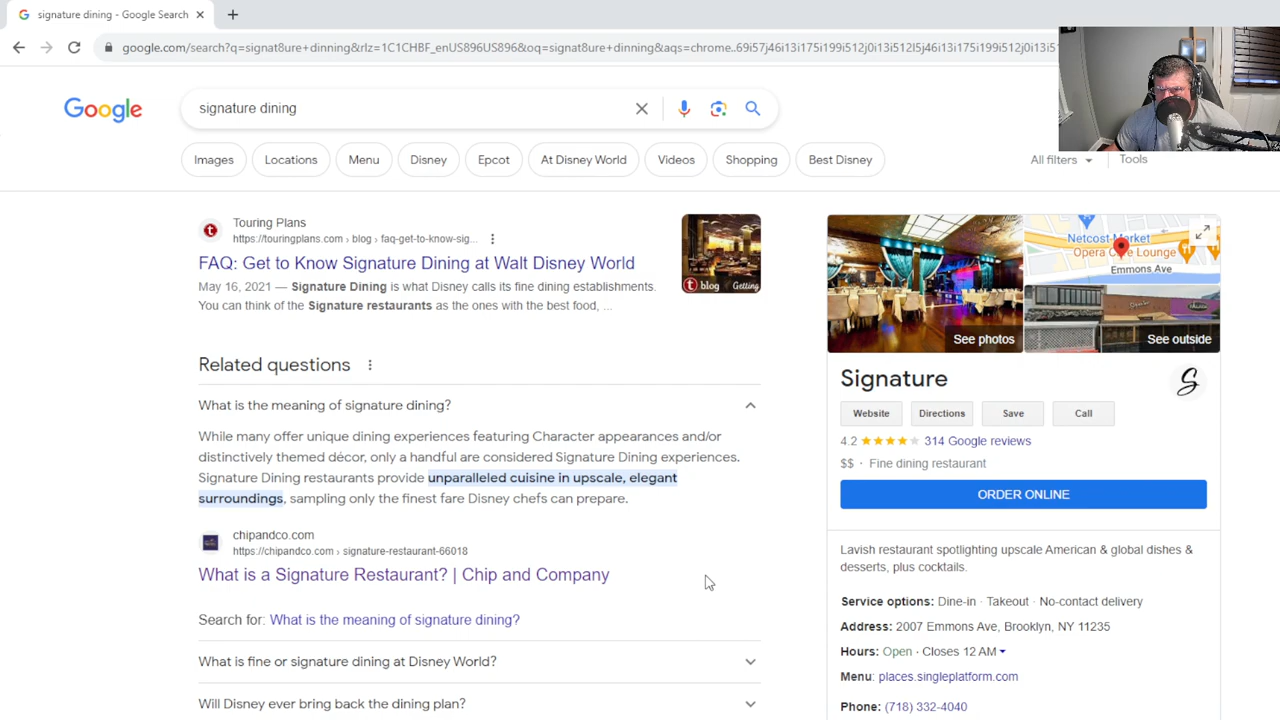 signature dining - Google Search
google.com/search?q=signat8ure+dinning&rlz=1C1CHBF_enUS896US896&oq=signat8ure+dinning&aqs=chrome..69i57j46i13i175i199i512j0i13i512l5j46i13i175i199i512j0i13i51
Google
signature dining
Images
Locations
Menu
Disney
Epcot
At Disney World
Videos
Shopping
Best Disney
All filters
Tools
Touring Plans
https://touringplans.com › blog › faq-get-to-know-sig...
FAQ: Get to Know Signature Dining at Walt Disney World
May 16, 2021 — Signature Dining is what Disney calls its fine dining establishments.
You can think of the Signature restaurants as the ones with the best food, ...
t blog Getting
Related questions
What is the meaning of signature dining?
While many offer unique dining experiences featuring Character appearances and/or
distinctively themed décor, only a handful are considered Signature Dining experiences.
Signature Dining restaurants provide unparalleled cuisine in upscale, elegant
surroundings, sampling only the finest fare Disney chefs can prepare.
chipandco.com
https://chipandco.com › signature-restaurant-66018
What is a Signature Restaurant? | Chip and Company
Search for: What is the meaning of signature dining?
What is fine or signature dining at Disney World?
Will Disney ever bring back the dining plan?
See photos
Netcost Market
Opera Cafe Lounge
Emmons Ave
See outside
Signature
S
Website
Directions
Save
Call
4.2 314 Google reviews
$$ · Fine dining restaurant
ORDER ONLINE
Lavish restaurant spotlighting upscale American & global dishes &
desserts, plus cocktails.
Service options: Dine-in · Takeout · No-contact delivery
Address: 2007 Emmons Ave, Brooklyn, NY 11235
Hours: Open · Closes 12 AM
Menu: places.singleplatform.com
Phone: (718) 332-4040